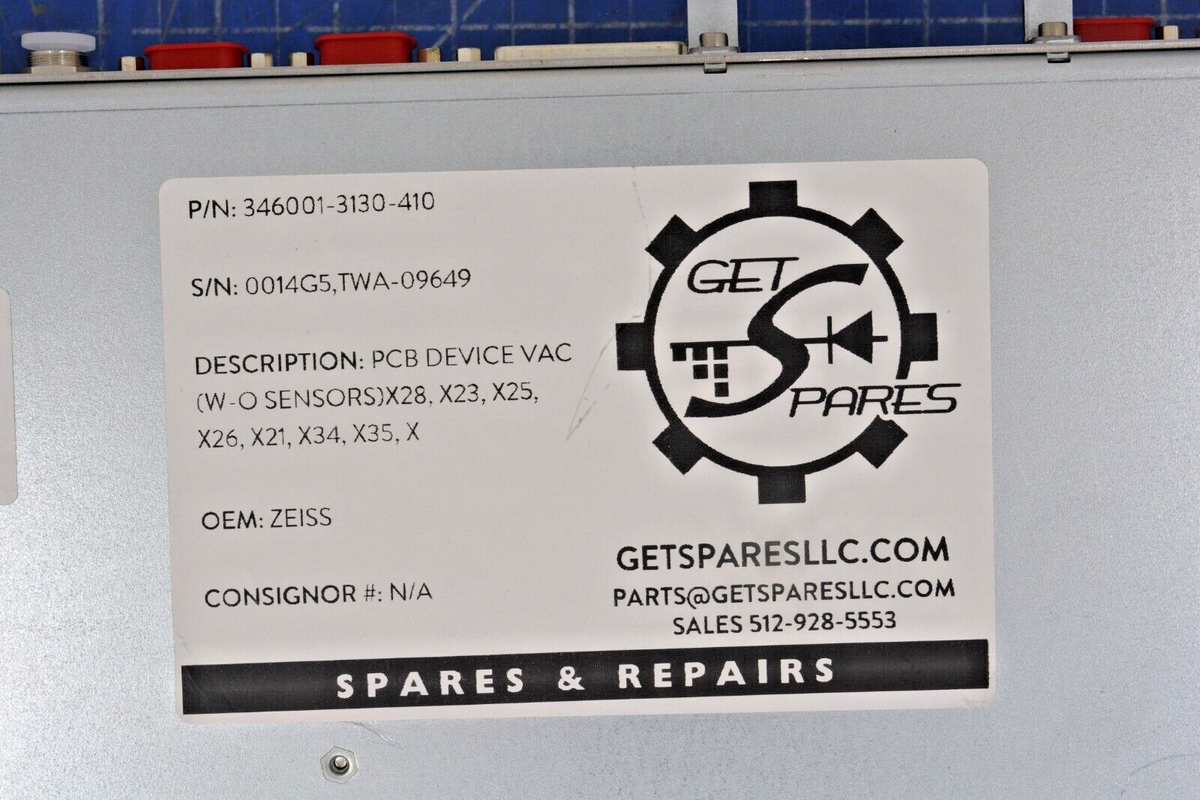 P/N: 346001-3130-410
S/N: 0014G5,TWA-09649
DESCRIPTION: PCB DEVICE VAC
(W-O SENSORS)X28, X23, X25,
X26, X21, X34, X35, X
OEM: ZEISS
CONSIGNOR #: N/A
GET
SPARES
GETSPARESLLC.COM
PARTS@GETSPARESLLC.COM
SALES 512-928-5553
SPARES & REPAIRS